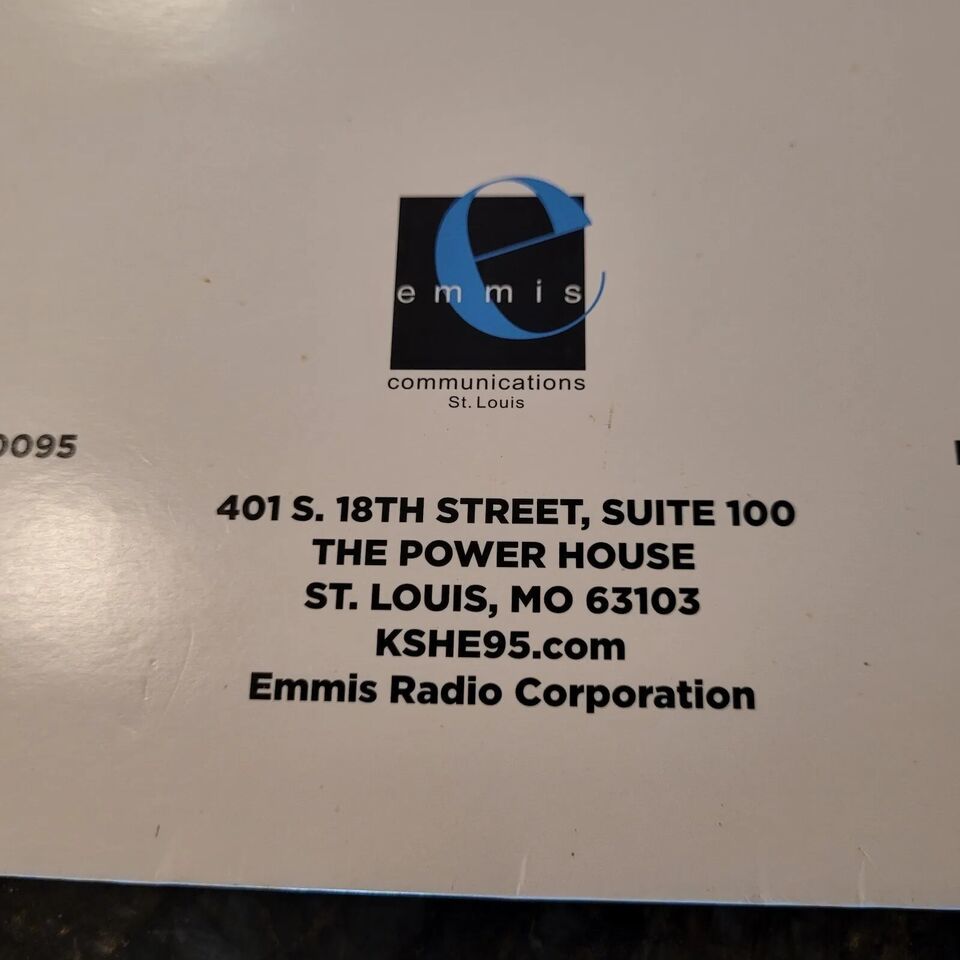 emmis
communications
St. Louis
0095
401 S. 18TH STREET, SUITE 100
THE POWER HOUSE
ST. LOUIS, MO 63103
KSHE95.com
Emmis Radio Corporation